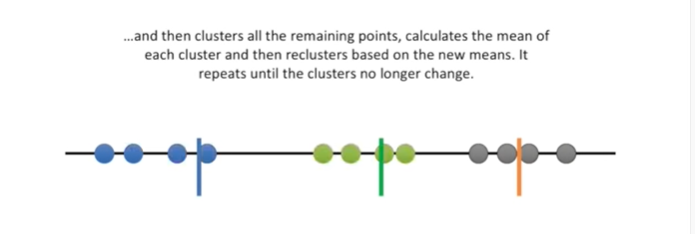 ...and then clusters all the remaining points, calculates the mean of
each cluster and then reclusters based on the new means. It
repeats until the clusters no longer change.